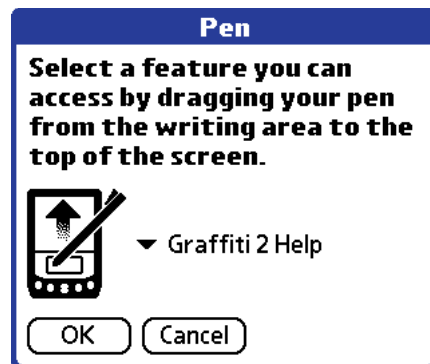 Pen
Select a feature you can
access by dragging your pen
from the writing area to the
top of the screen.
Graffiti 2 Help
OK Cancel